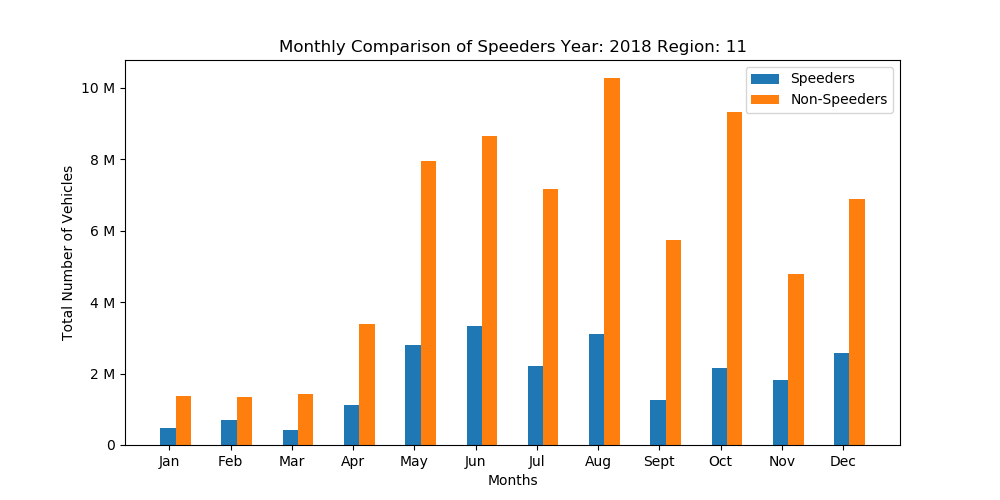 Monthly Comparison of Speeders Year: 2018 Region: 11
Speeders
Non-Speeders
Total Number of Vehicles
10 M
8 M
6 M
4 M
2 M
0
Jan Feb Mar Apr May Jun Jul Aug Sept Oct Nov Dec
Months